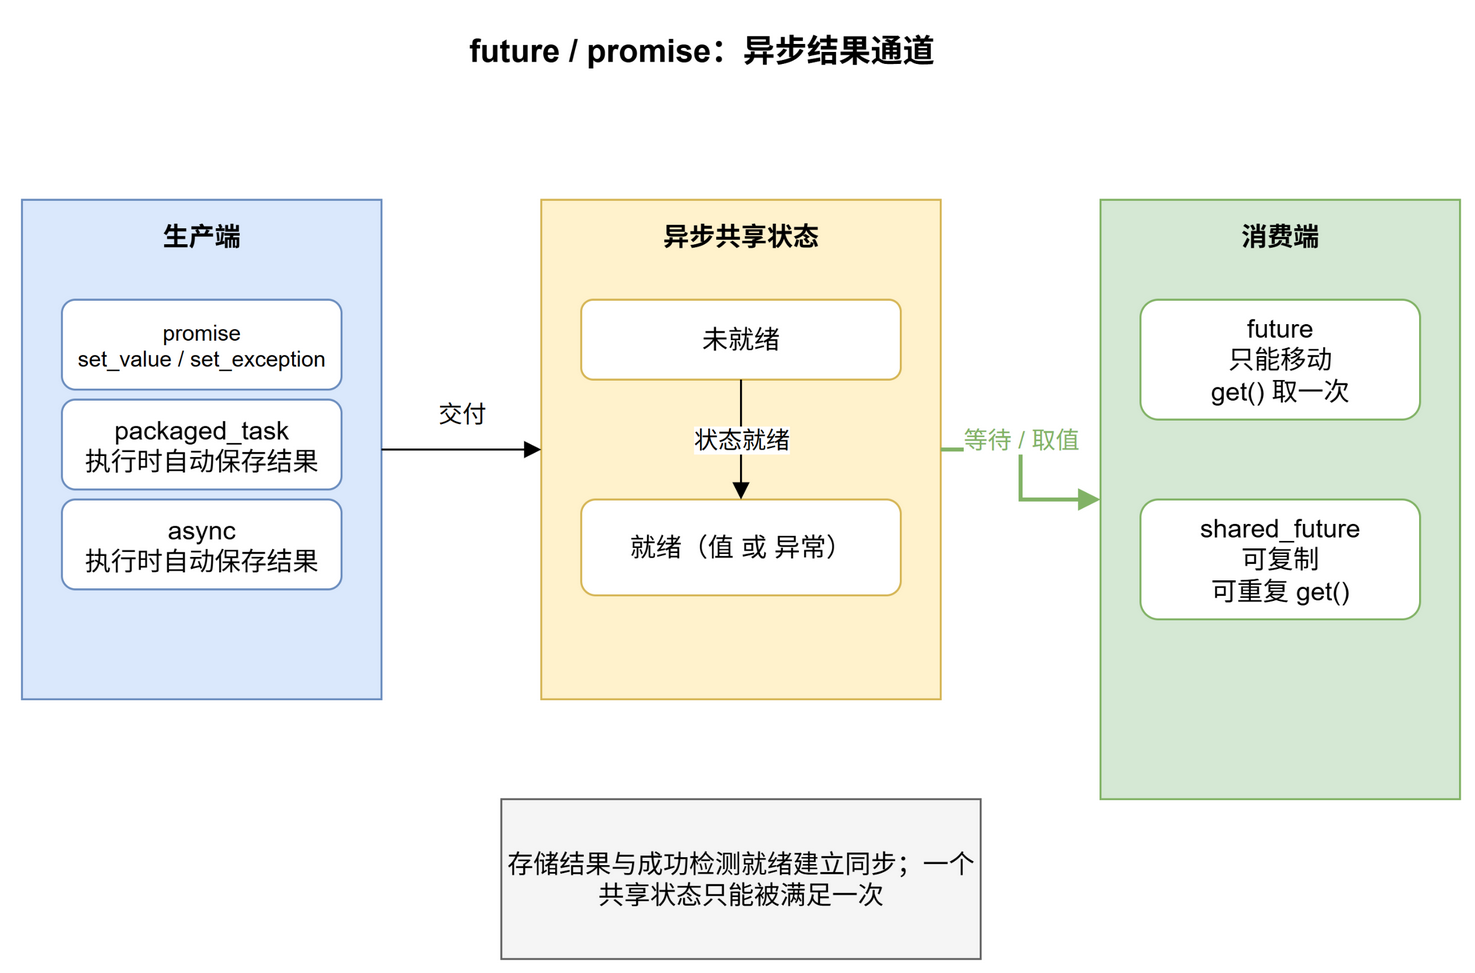 future / promise：异步结果通道
生产端
promise
set_value / set_exception
packaged_task
执行时自动保存结果
async
执行时自动保存结果
交付
异步共享状态
未就绪
状态就绪
就绪（值 或 异常）
等待 / 取值
消费端
future
只能移动
get() 取一次
shared_future
可复制
可重复 get()
存储结果与成功检测就绪建立同步；一个
共享状态只能被满足一次